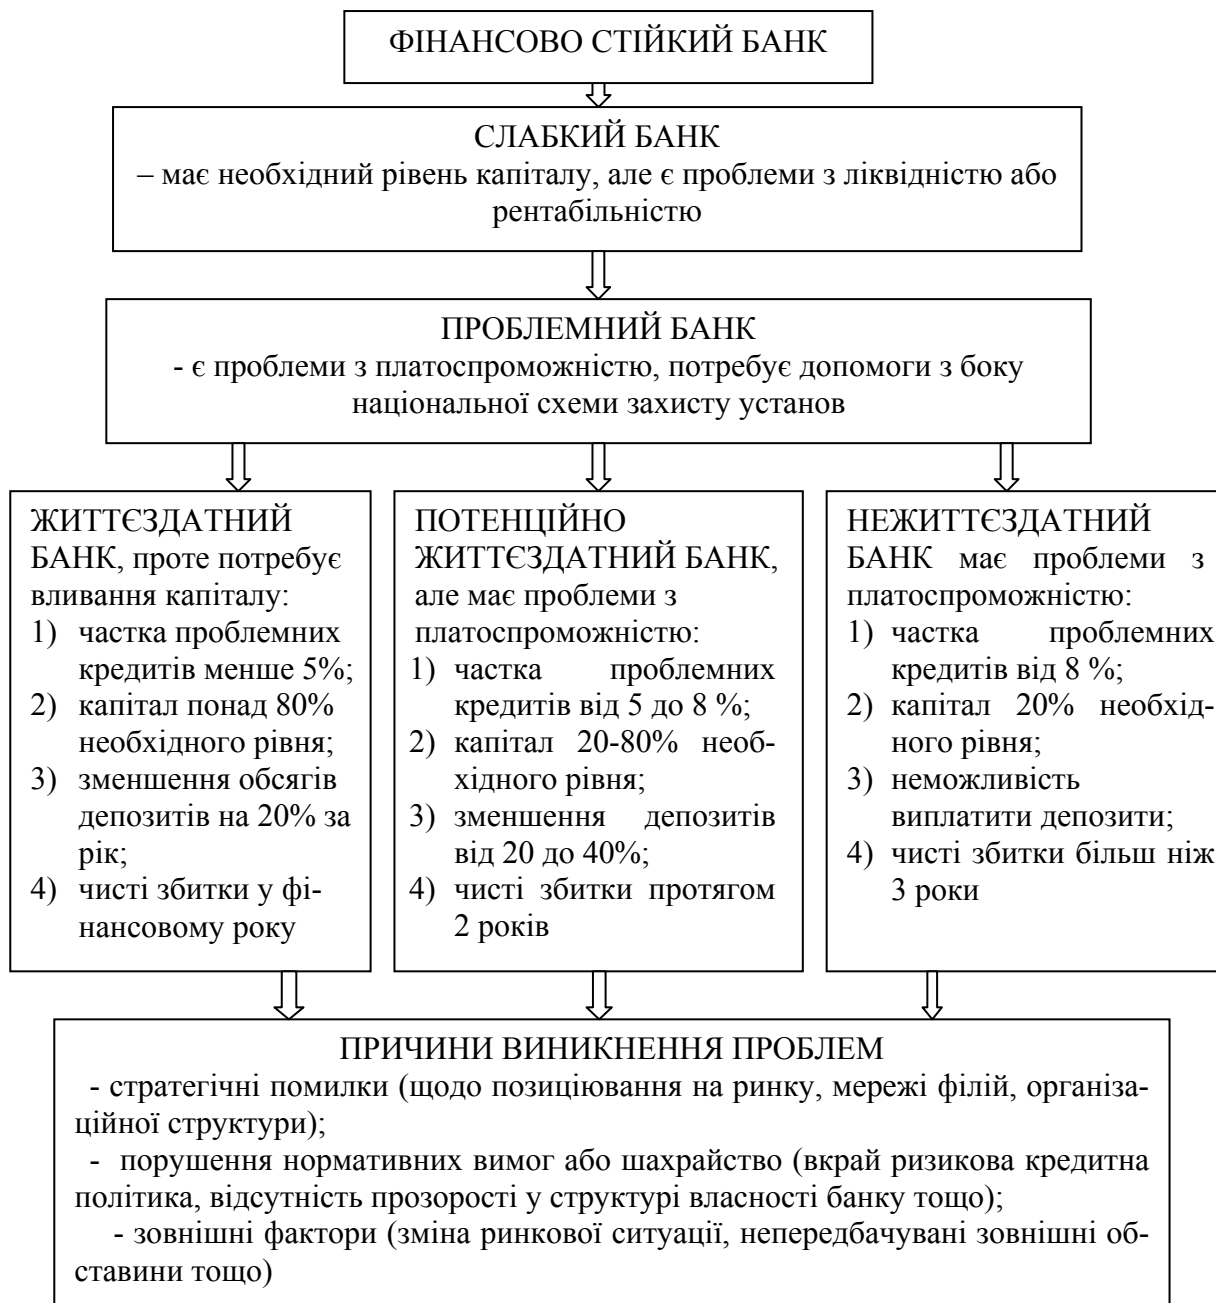 ФІНАНСОВО СТІЙКИЙ БАНК
СЛАБКИЙ БАНК
– має необхідний рівень капіталу, але є проблеми з ліквідністю або
рентабільністю
ПРОБЛЕМНИЙ БАНК
- є проблеми з платоспроможністю, потребує допомоги з боку
національної схеми захисту установ
ЖИТТЄЗДАТНИЙ
БАНК, проте потребує
вливання капіталу:
1) частка проблемних
кредитів менше 5%;
2) капітал понад 80%
необхідного рівня;
3) зменшення обсягів
депозитів на 20% за
рік;
4) чисті збитки у фі-
нансовому року
ПОТЕНЦІЙНО
ЖИТТЄЗДАТНИЙ БАНК,
але має проблеми з
платоспроможністю:
1) частка проблемних
кредитів від 5 до 8 %;
2) капітал 20-80% необ-
хідного рівня;
3) зменшення депозитів
від 20 до 40%;
4) чисті збитки протягом
2 років
НЕЖИТТЄЗДАТНИЙ
БАНК має проблеми з
платоспроможністю:
1) частка проблемних
кредитів від 8 %;
2) капітал 20% необхід-
ного рівня;
3) неможливість
виплатити депозити;
4) чисті збитки більш ніж
3 роки
ПРИЧИНИ ВИНИКНЕННЯ ПРОБЛЕМ
- стратегічні помилки (щодо позиціювання на ринку, мережі філій, організа-
ційної структури);
- порушення нормативних вимог або шахрайство (вкрай ризикова кредитна
політика, відсутність прозорості у структурі власності банку тощо);
- зовнішні фактори (зміна ринкової ситуації, непередбачувані зовнішні об-
ставини тощо)